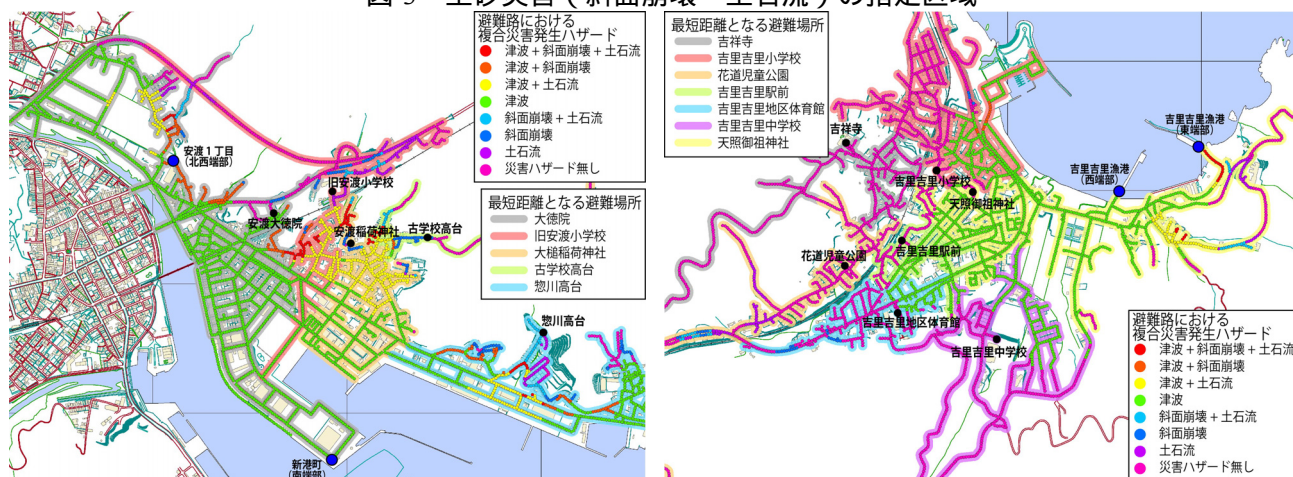 図3 土砂災害(斜面崩壊・土石流)の指定区域
避難路における
複合災害発生ハザード
津波+斜面崩壊+土石流
津波+斜面崩壊
津波+土石流
津波
斜面崩壊+土石流
斜面崩壊
土石流
災害ハザード無し
安渡1丁目
(北西端部)
旧安渡小学校
安渡大徳院
安渡稲荷神社
古学校高台
最短距離となる避難場所
大徳院
旧安渡小学校
大槌稲荷神社
古学校高台
惣川高台
惣川高台
新港町
(南端部)
最短距離となる避難場所
吉祥寺
吉里吉里小学校
花道児童公園
吉里吉里駅前
吉里吉里地区体育館
吉里吉里中学校
天照御祖神社
吉祥寺
吉里吉里漁港
(東端部)
吉里吉里漁港
(西端部)
吉里吉里小学校
天照御祖神社
吉里吉里駅前
花道児童公園
吉里吉里地区体育館
吉里吉里中学校
避難路における
複合災害発生ハザード
津波+斜面崩壊+土石流
津波+斜面崩壊
津波+土石流
津波
斜面崩壊+土石流
斜面崩壊
土石流
災害ハザード無し